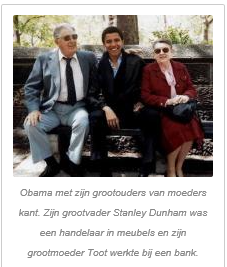 Obama met zijn grootouders van moeders
kant. Zijn grootvader Stanley Dunham was
een handelaar in meubels en zijn
grootmoeder Toot werkte bij een bank.